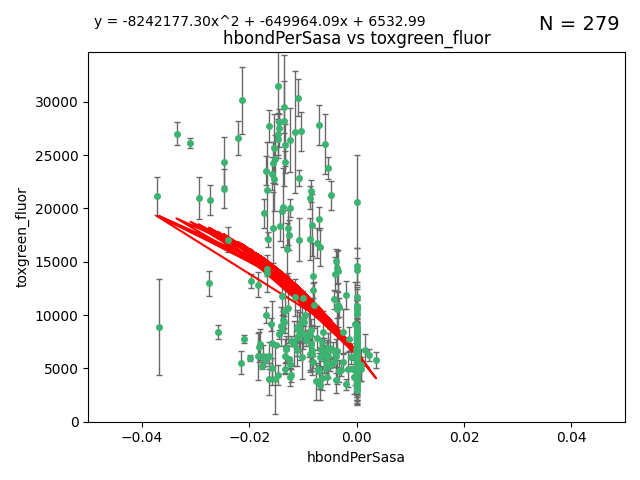 y = -8242177.30x^2 + -649964.09x + 6532.99
N = 279
hbondPerSasa vs toxgreen_fluor
30000
25000
20000
15000
10000
5000
0
toxgreen_fluor
−0.04
−0.02
0.00
0.02
0.04
hbondPerSasa